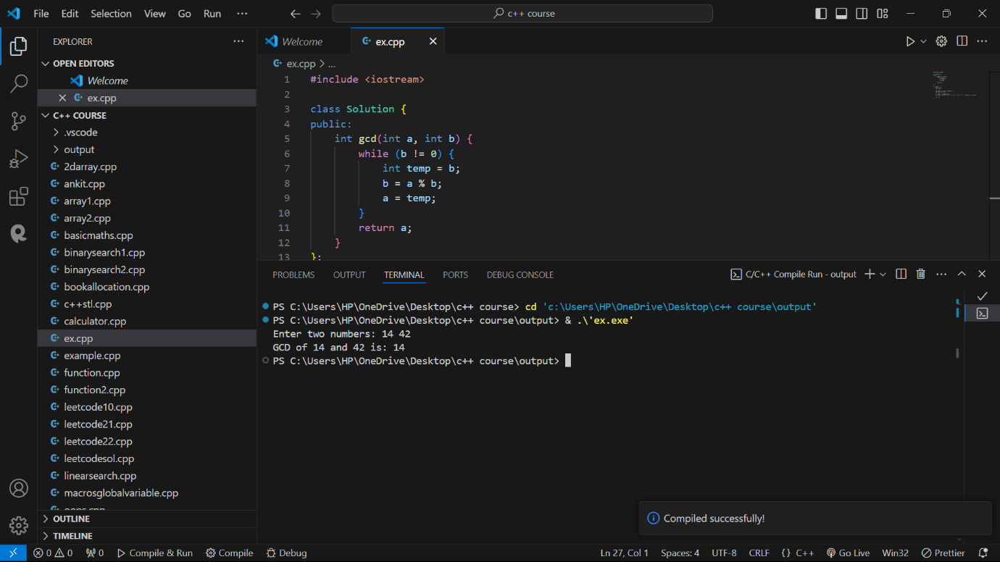 File Edit Selection View Go Run ...
c++ course
EXPLORER
OPEN EDITORS
Welcome
ex.cpp
C++ COURSE
.vscode
output
2darray.cpp
ankit.cpp
array1.cpp
array2.cpp
basicmaths.cpp
binarysearch1.cpp
binarysearch2.cpp
bookallocation.cpp
c++stl.cpp
calculator.cpp
ex.cpp
example.cpp
function.cpp
function2.cpp
leetcode10.cpp
leetcode21.cpp
leetcode22.cpp
leetcodesol.cpp
linearsearch.cpp
macrosglobalvariable.cpp
oops.cpp
OUTLINE
TIMELINE
Welcome
ex.cpp
ex.cpp > ...
1 #include <iostream>
2
3 class Solution {
4 public:
5 int gcd(int a, int b) {
6 while (b != 0) {
7 int temp = b;
8 b = a % b;
9 a = temp;
10 }
11 return a;
12 }
13 };
PROBLEMS OUTPUT TERMINAL PORTS DEBUG CONSOLE
C/C++ Compile Run - output
PS C:\Users\HP\OneDrive\Desktop\c++ course> cd 'c:\Users\HP\OneDrive\Desktop\c++ course\output'
PS C:\Users\HP\OneDrive\Desktop\c++ course\output> & .\'ex.exe'
Enter two numbers: 14 42
GCD of 14 and 42 is: 14
PS C:\Users\HP\OneDrive\Desktop\c++ course\output>
Compiled successfully!
0 0 0 Compile & Run Compile Debug Ln 27, Col 1 Spaces: 4 UTF-8 CRLF {} C++ Go Live Win32 Prettier